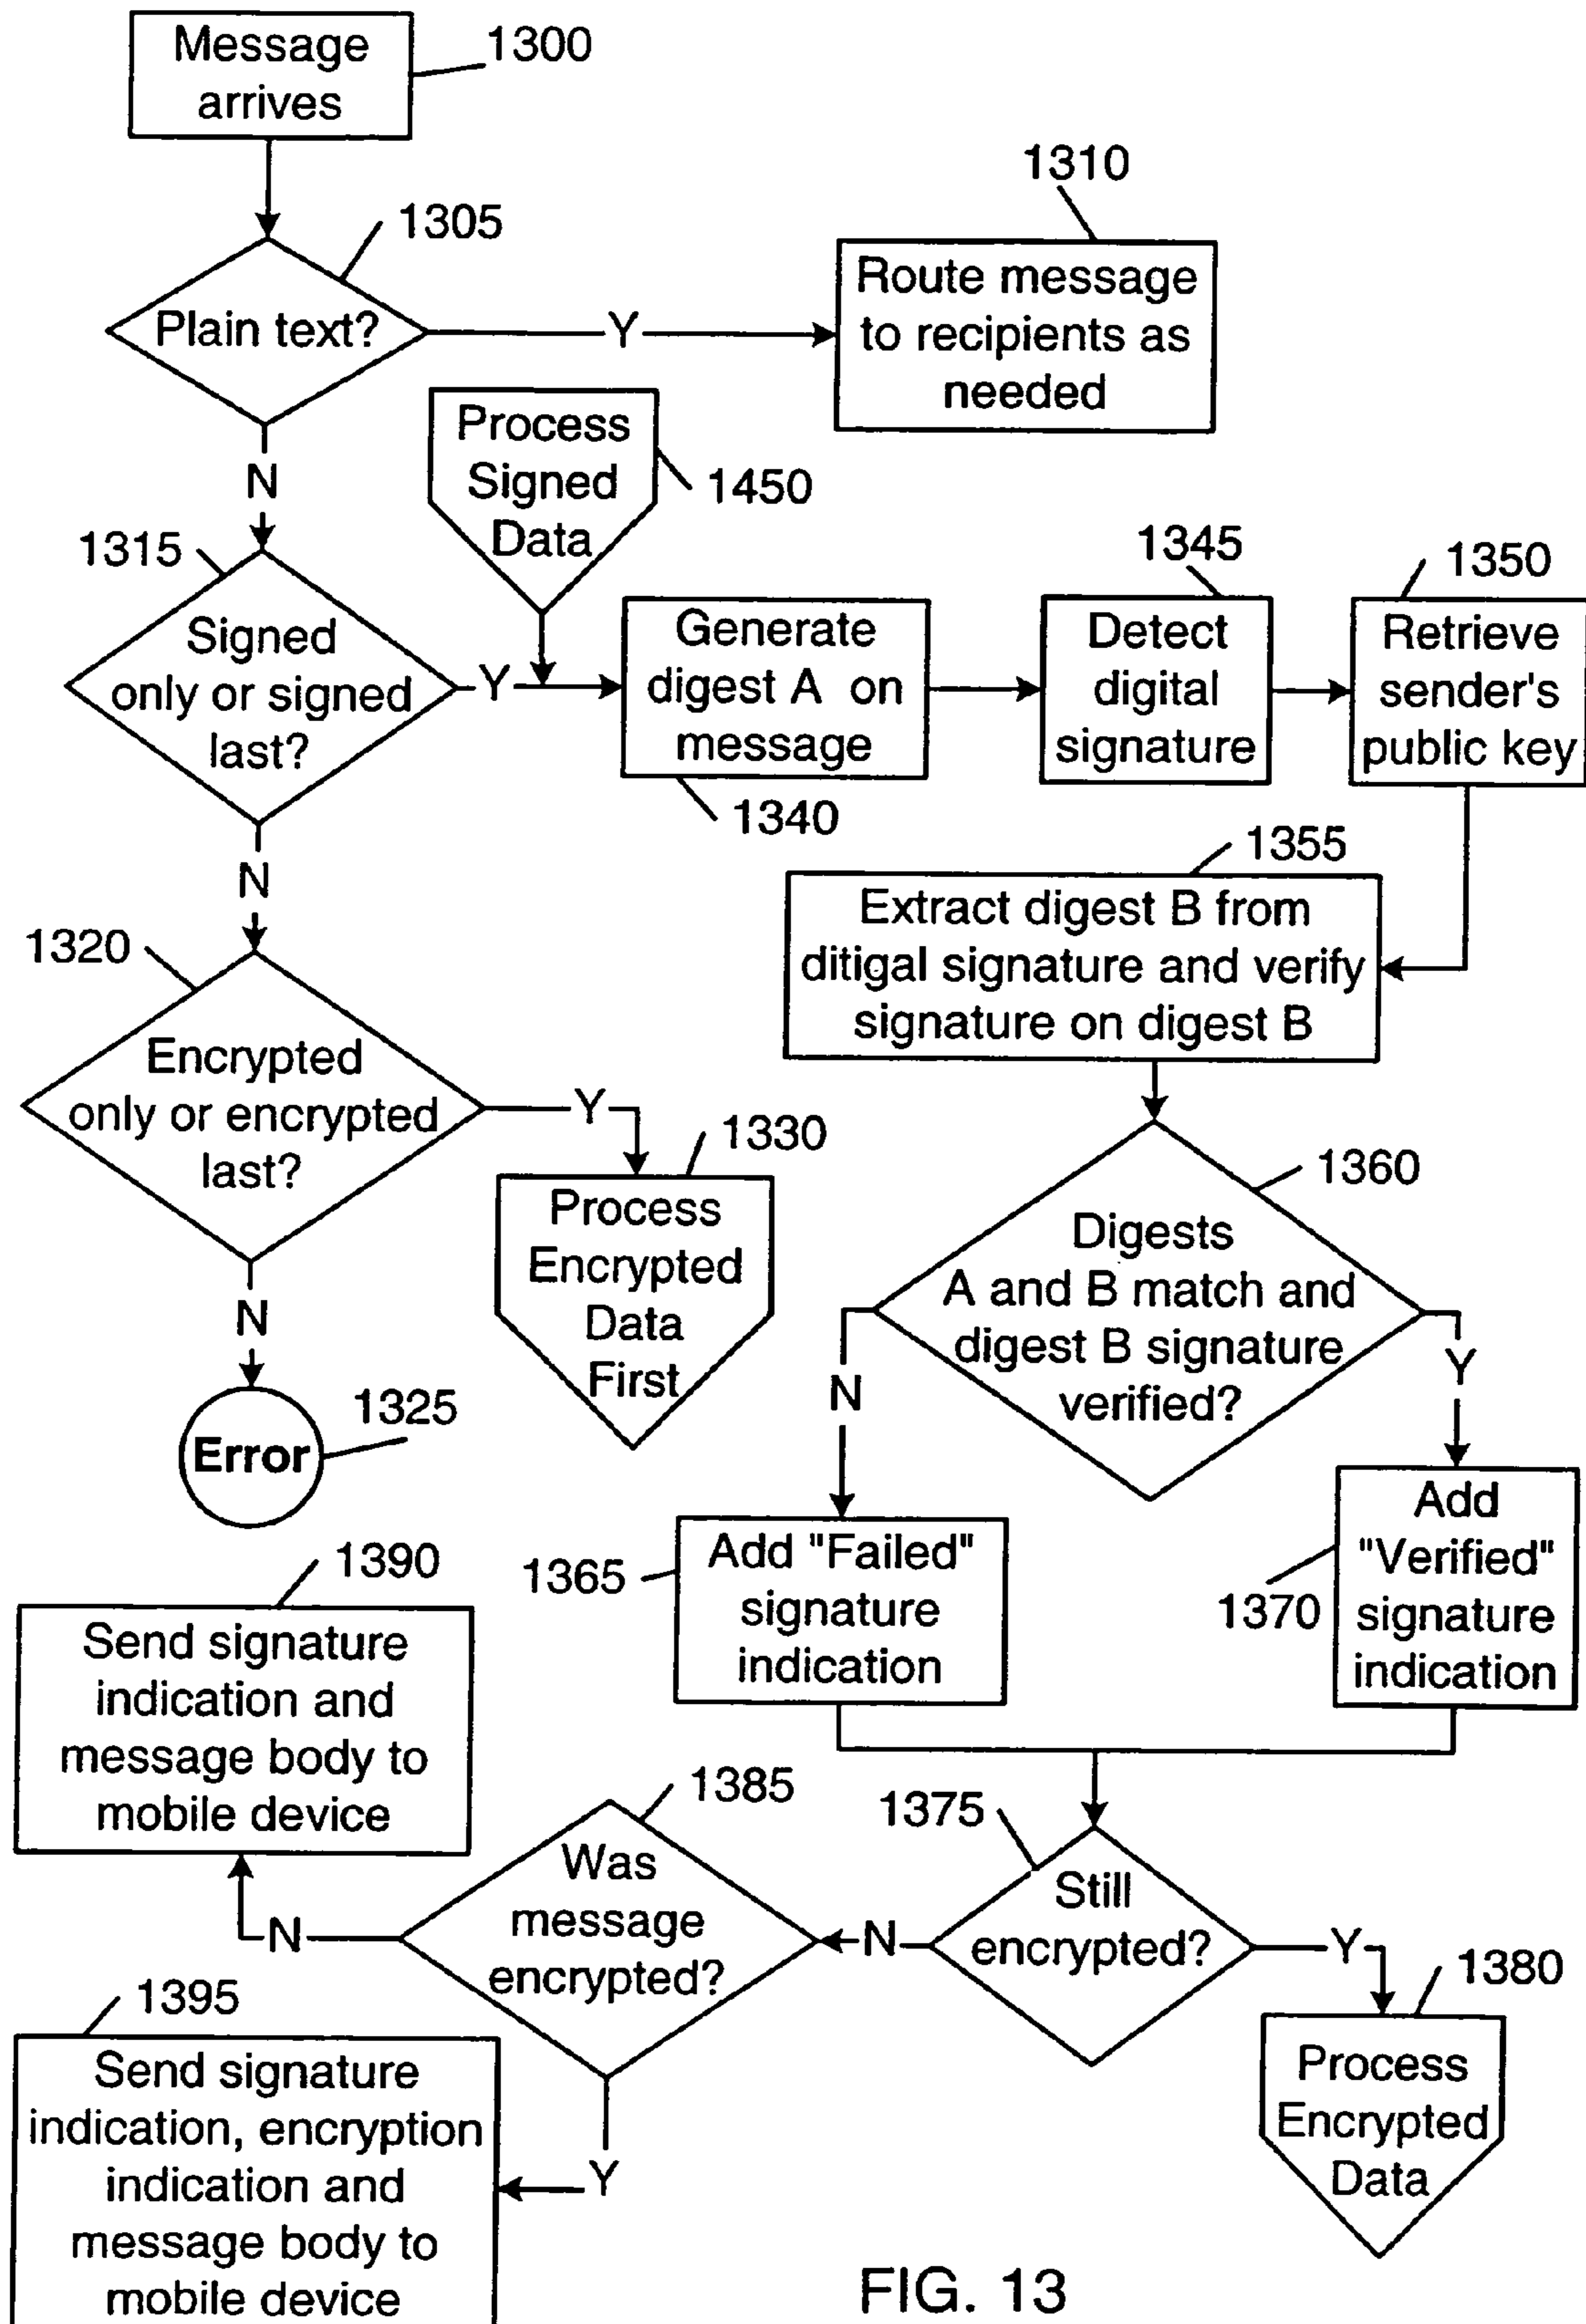 Message
arrives
1300
1310
1305
Plain text?
Y
Route message
to recipients as
needed
N
Process
Signed
Data
1450
1315
Signed
only or signed
last?
Y
Generate
digest A on
message
1340
1345
Detect
digital
signature
1350
Retrieve
sender's
public key
N
1355
Extract digest B from
ditigal signature and verify
signature on digest B
1320
Encrypted
only or encrypted
last?
Y
1330
Process
Encrypted
Data
First
N
1325
Error
1360
Digests
A and B match and
digest B signature
verified?
N
Y
1365
Add "Failed"
signature
indication
1370
Add
"Verified"
signature
indication
1390
Send signature
indication and
message body to
mobile device
1385
Was
message
encrypted?
N
1375
Still
encrypted?
N
Y
1380
Process
Encrypted
Data
1395
Send signature
indication, encryption
indication and
message body to
mobile device
Y
FIG. 13